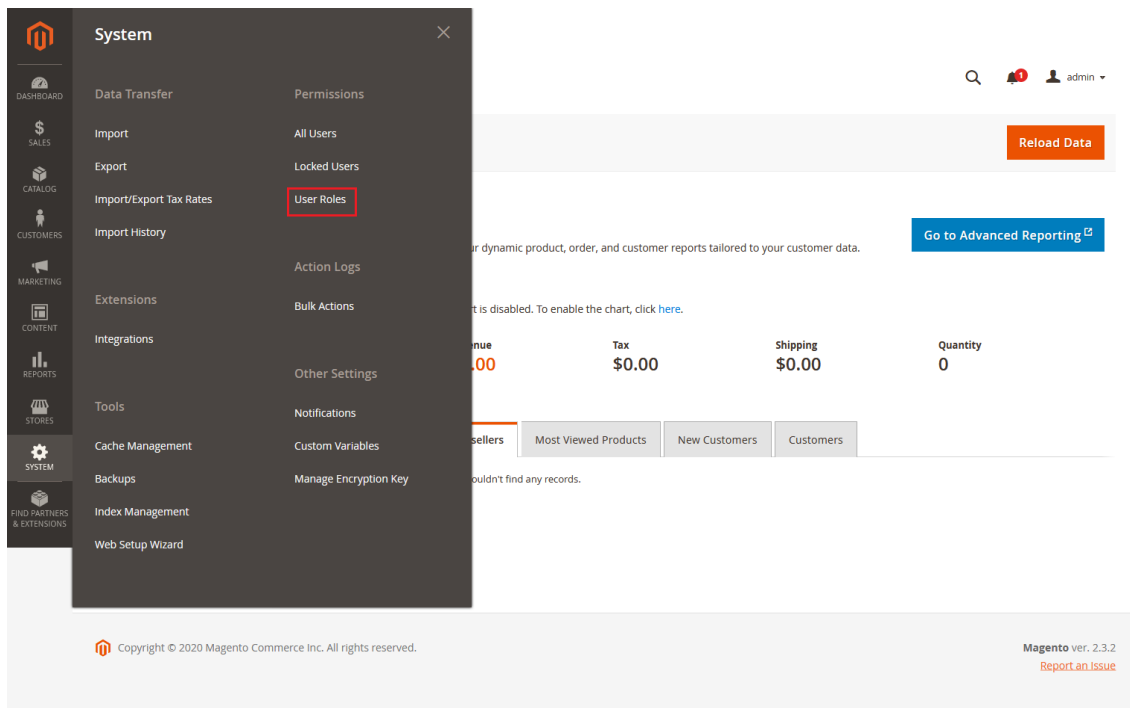 DASHBOARD
SALES
CATALOG
CUSTOMERS
MARKETING
CONTENT
REPORTS
STORES
SYSTEM
FIND PARTNERS
& EXTENSIONS
System
Data Transfer
Import
Export
Import/Export Tax Rates
Import History
Extensions
Integrations
Tools
Cache Management
Backups
Index Management
Web Setup Wizard
Permissions
All Users
Locked Users
User Roles
Action Logs
Bulk Actions
Other Settings
Notifications
Custom Variables
Manage Encryption Key
1
admin
Reload Data
dynamic product, order, and customer reports tailored to your customer data.
Go to Advanced Reporting
is disabled. To enable the chart, click here.
Tax
Shipping
Quantity
.00
$0.00
$0.00
0
sellers
Most Viewed Products
New Customers
Customers
find any records.
Copyright © 2020 Magento Commerce Inc. All rights reserved.
Magento ver. 2.3.2
Report an Issue